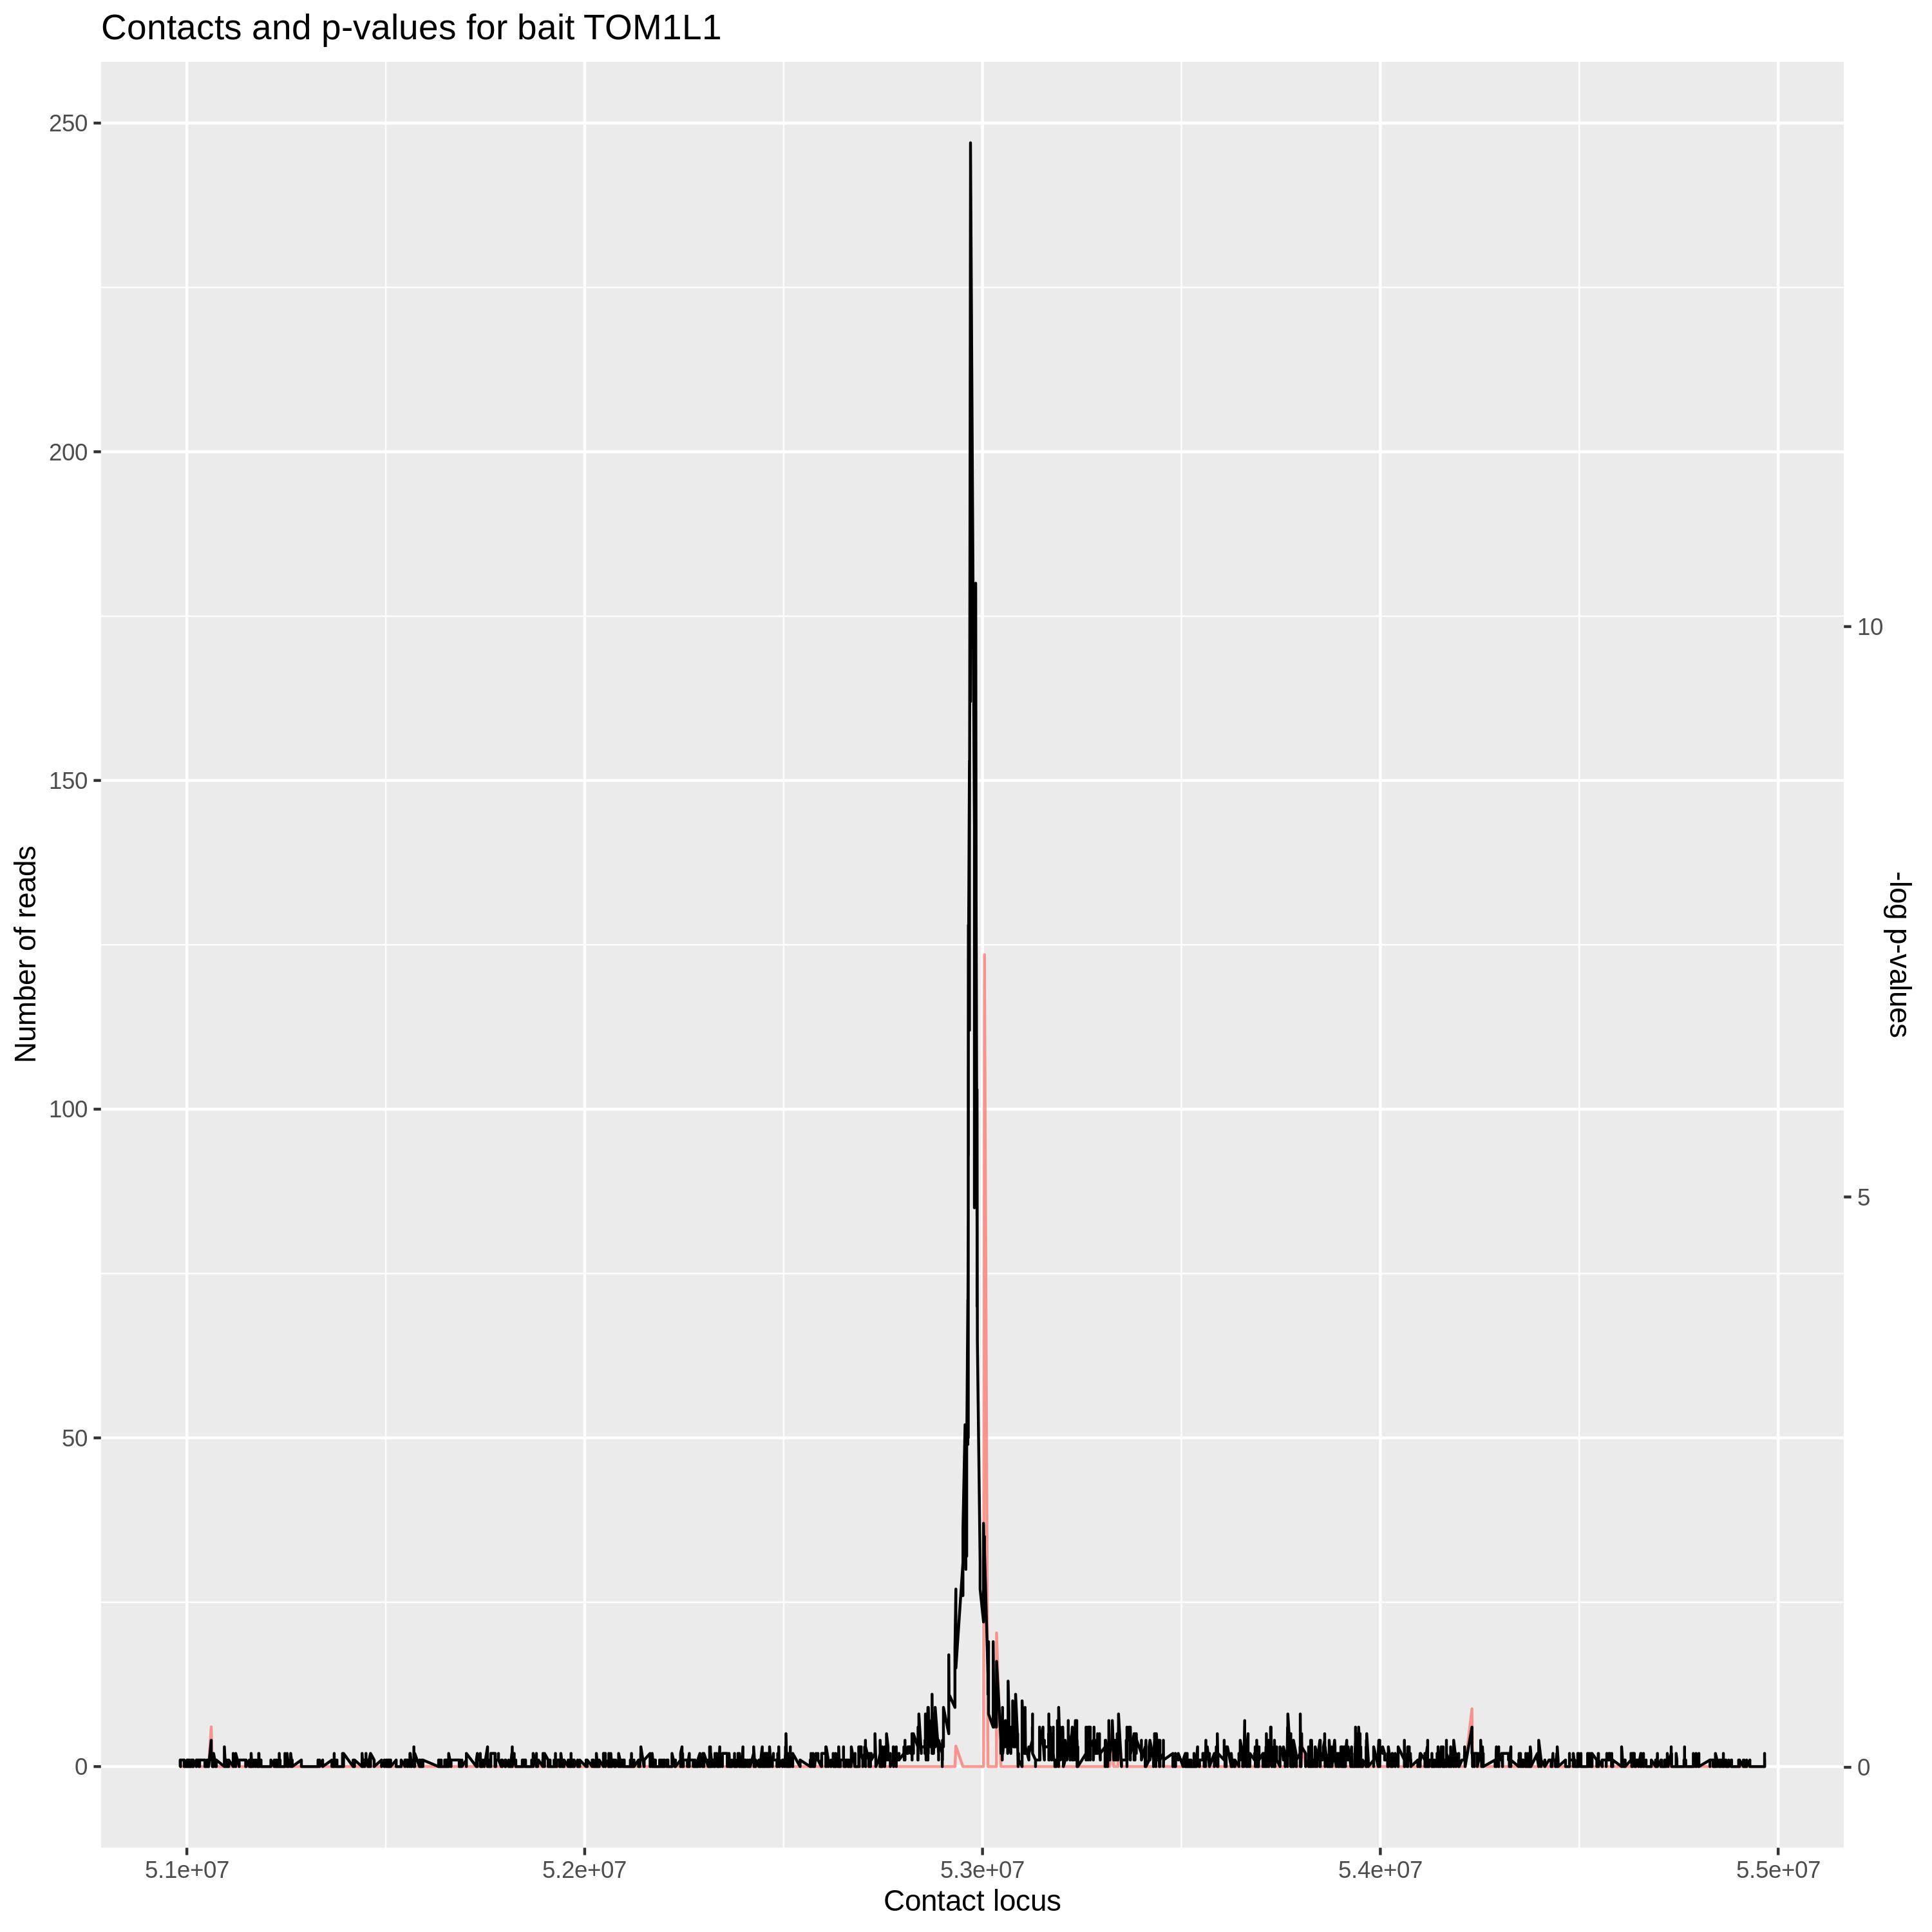 Contacts and p-values for bait TOM1L1
250
200
150
100
50
0
Number of reads
10
5
0
-log p-values
5.1e+07
5.2e+07
5.3e+07
5.4e+07
5.5e+07
Contact locus